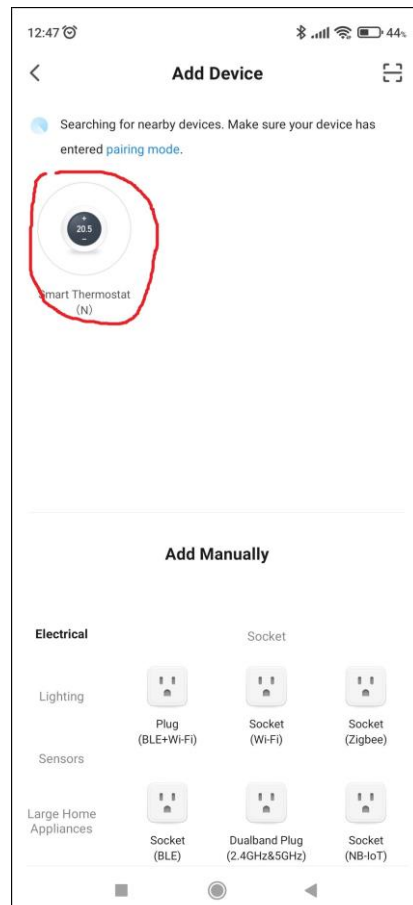 12:47
44%
Add Device
Searching for nearby devices. Make sure your device has
entered pairing mode.
+
20.5
−
Smart Thermostat
(N)
Add Manually
Electrical
Socket
Lighting
Plug
(BLE+Wi-Fi)
Socket
(Wi-Fi)
Socket
(Zigbee)
Sensors
Large Home
Appliances
Socket
(BLE)
Dualband Plug
(2.4GHz&5GHz)
Socket
(NB-IoT)